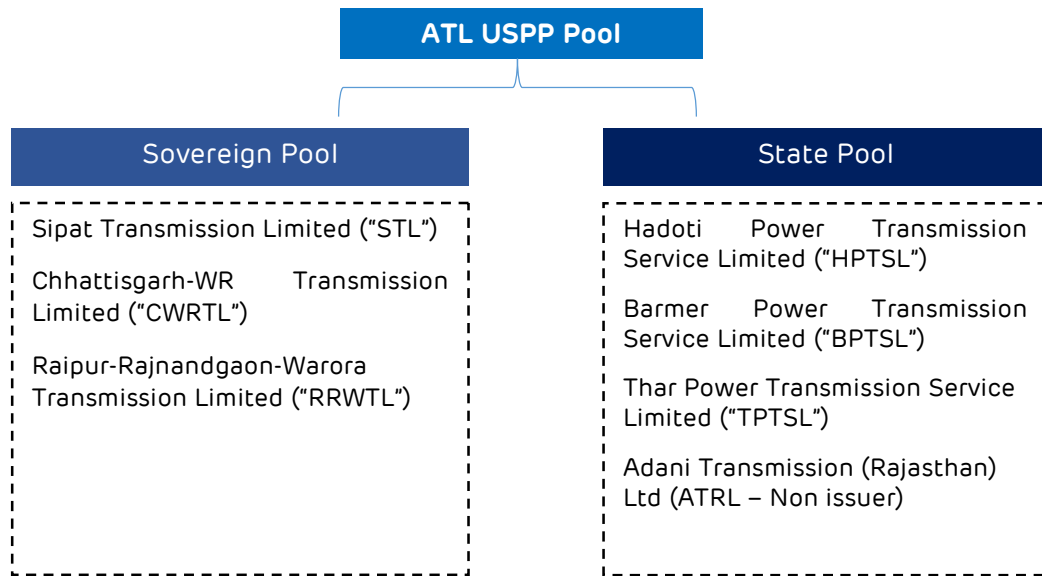 ATL USPP Pool
Sovereign Pool
Sipat Transmission Limited (“STL”)
Chhattisgarh-WR Transmission
Limited (“CWRTL”)
Raipur-Rajnandgaon-Warora
Transmission Limited (“RRWTL”)
State Pool
Hadoti Power Transmission
Service Limited (“HPTSL”)
Barmer Power Transmission
Service Limited (“BPTSL”)
Thar Power Transmission Service
Limited (“TPTSL”)
Adani Transmission (Rajasthan)
Ltd (ATRL – Non issuer)